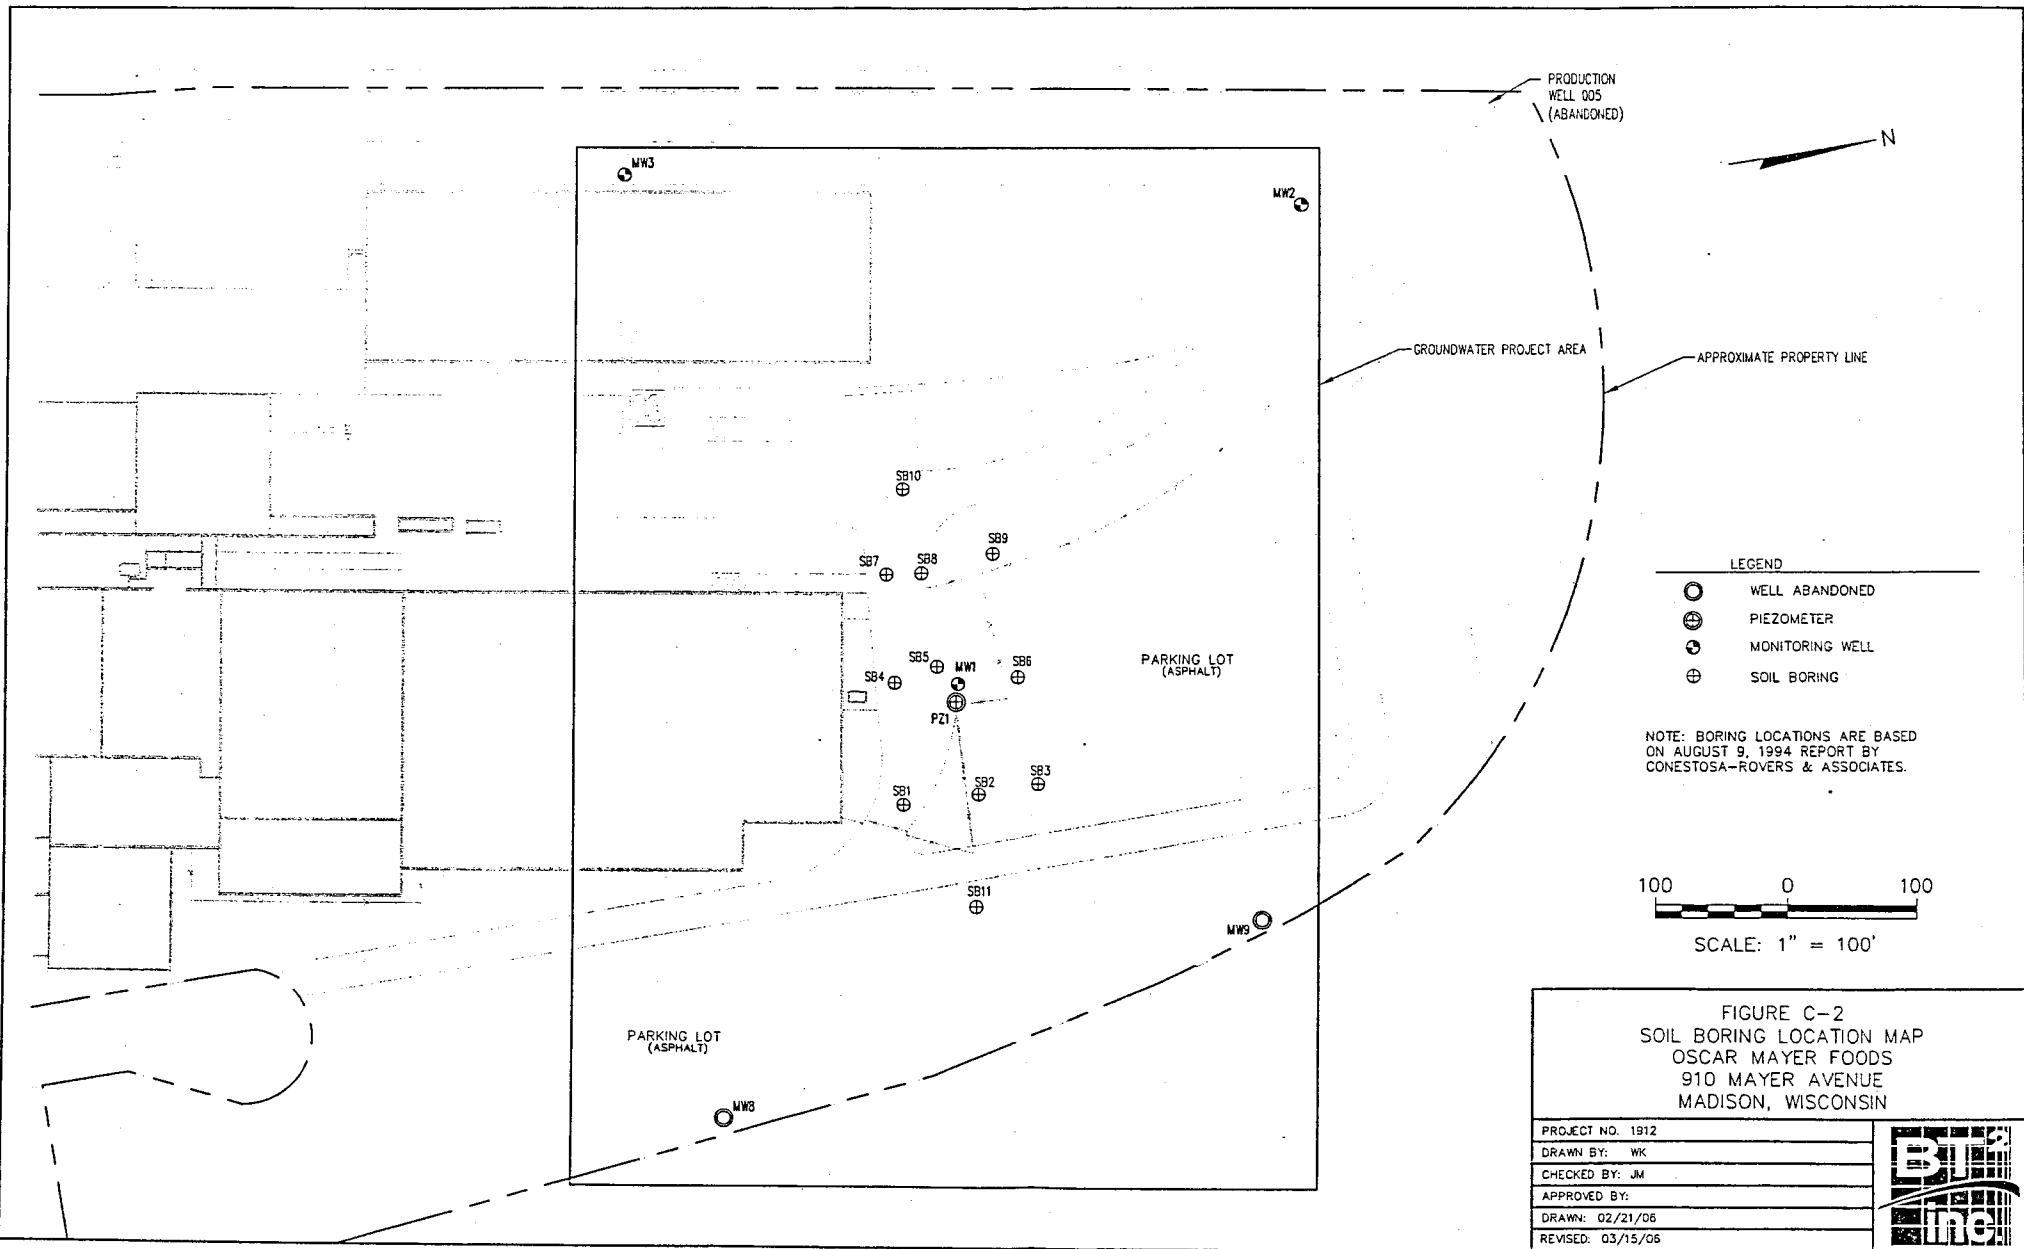 PRODUCTION
WELL 005
(ABANDONED)
N
MW3
MW2
GROUNDWATER PROJECT AREA
APPROXIMATE PROPERTY LINE
SB10
SB9
SB7
SB8
LEGEND
WELL ABANDONED
PIEZOMETER
MONITORING WELL
SOIL BORING
PARKING LOT
(ASPHALT)
SB5
MW1
SB6
SB4
PZ1
NOTE: BORING LOCATIONS ARE BASED
ON AUGUST 9, 1994 REPORT BY
CONESTOSA-ROVERS & ASSOCIATES.
SB3
SB2
SB1
SB11
MW9
100 0 100
SCALE: 1" = 100'
PARKING LOT
(ASPHALT)
MW8
FIGURE C-2
SOIL BORING LOCATION MAP
OSCAR MAYER FOODS
910 MAYER AVENUE
MADISON, WISCONSIN
PROJECT NO. 1912
DRAWN BY: WK
CHECKED BY: JM
APPROVED BY:
DRAWN: 02/21/06
REVISED: 03/15/06
BT²
inc.